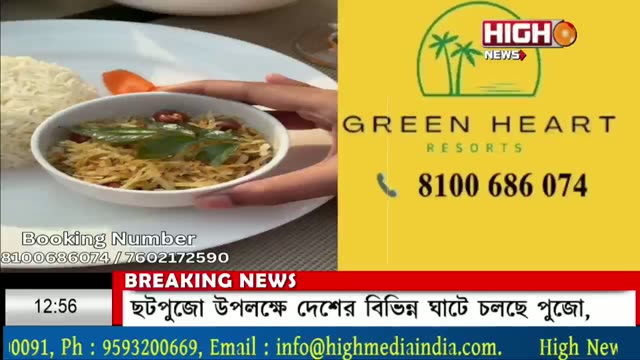 HIGH
NEWS
GREEN HEART
RESORTS
8100 686 074
Booking Number
8100686074 / 7602172590
BREAKING NEWS
12:56
ছটপুজো উপলক্ষে দেশের বিভিন্ন ঘাটে চলছে পুজো,
0091, Ph : 9593200669, Email : info@highmediaindia.com. High New